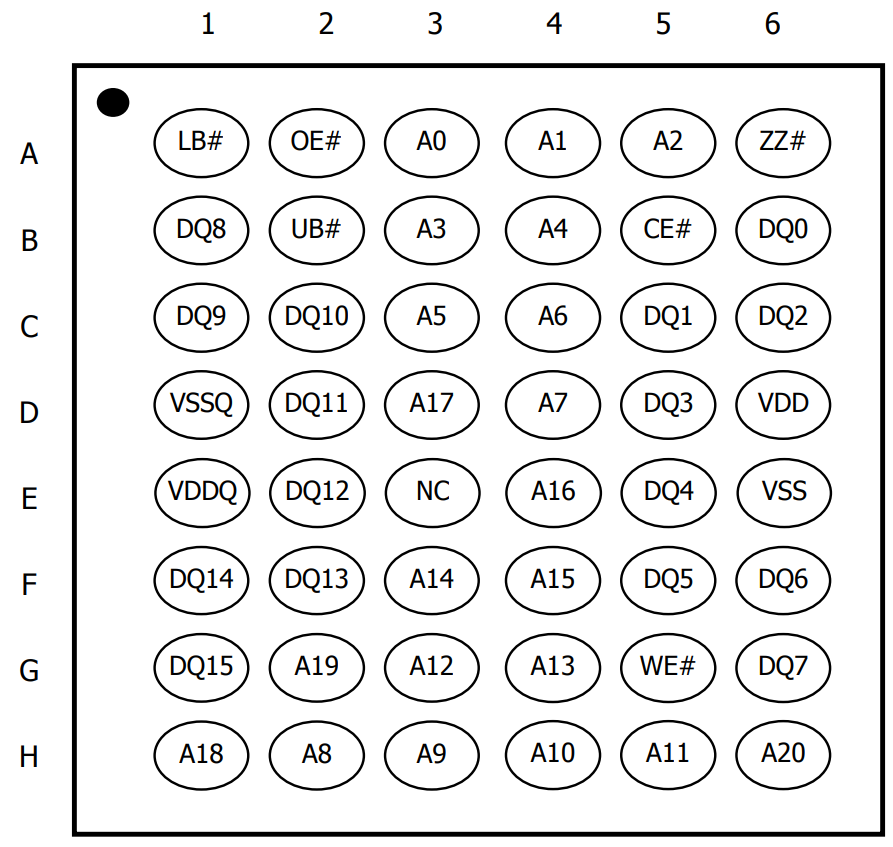 1 2 3 4 5 6
A LB# OE# A0 A1 A2 ZZ#
B DQ8 UB# A3 A4 CE# DQ0
C DQ9 DQ10 A5 A6 DQ1 DQ2
D VSSQ DQ11 A17 A7 DQ3 VDD
E VDDQ DQ12 NC A16 DQ4 VSS
F DQ14 DQ13 A14 A15 DQ5 DQ6
G DQ15 A19 A12 A13 WE# DQ7
H A18 A8 A9 A10 A11 A20